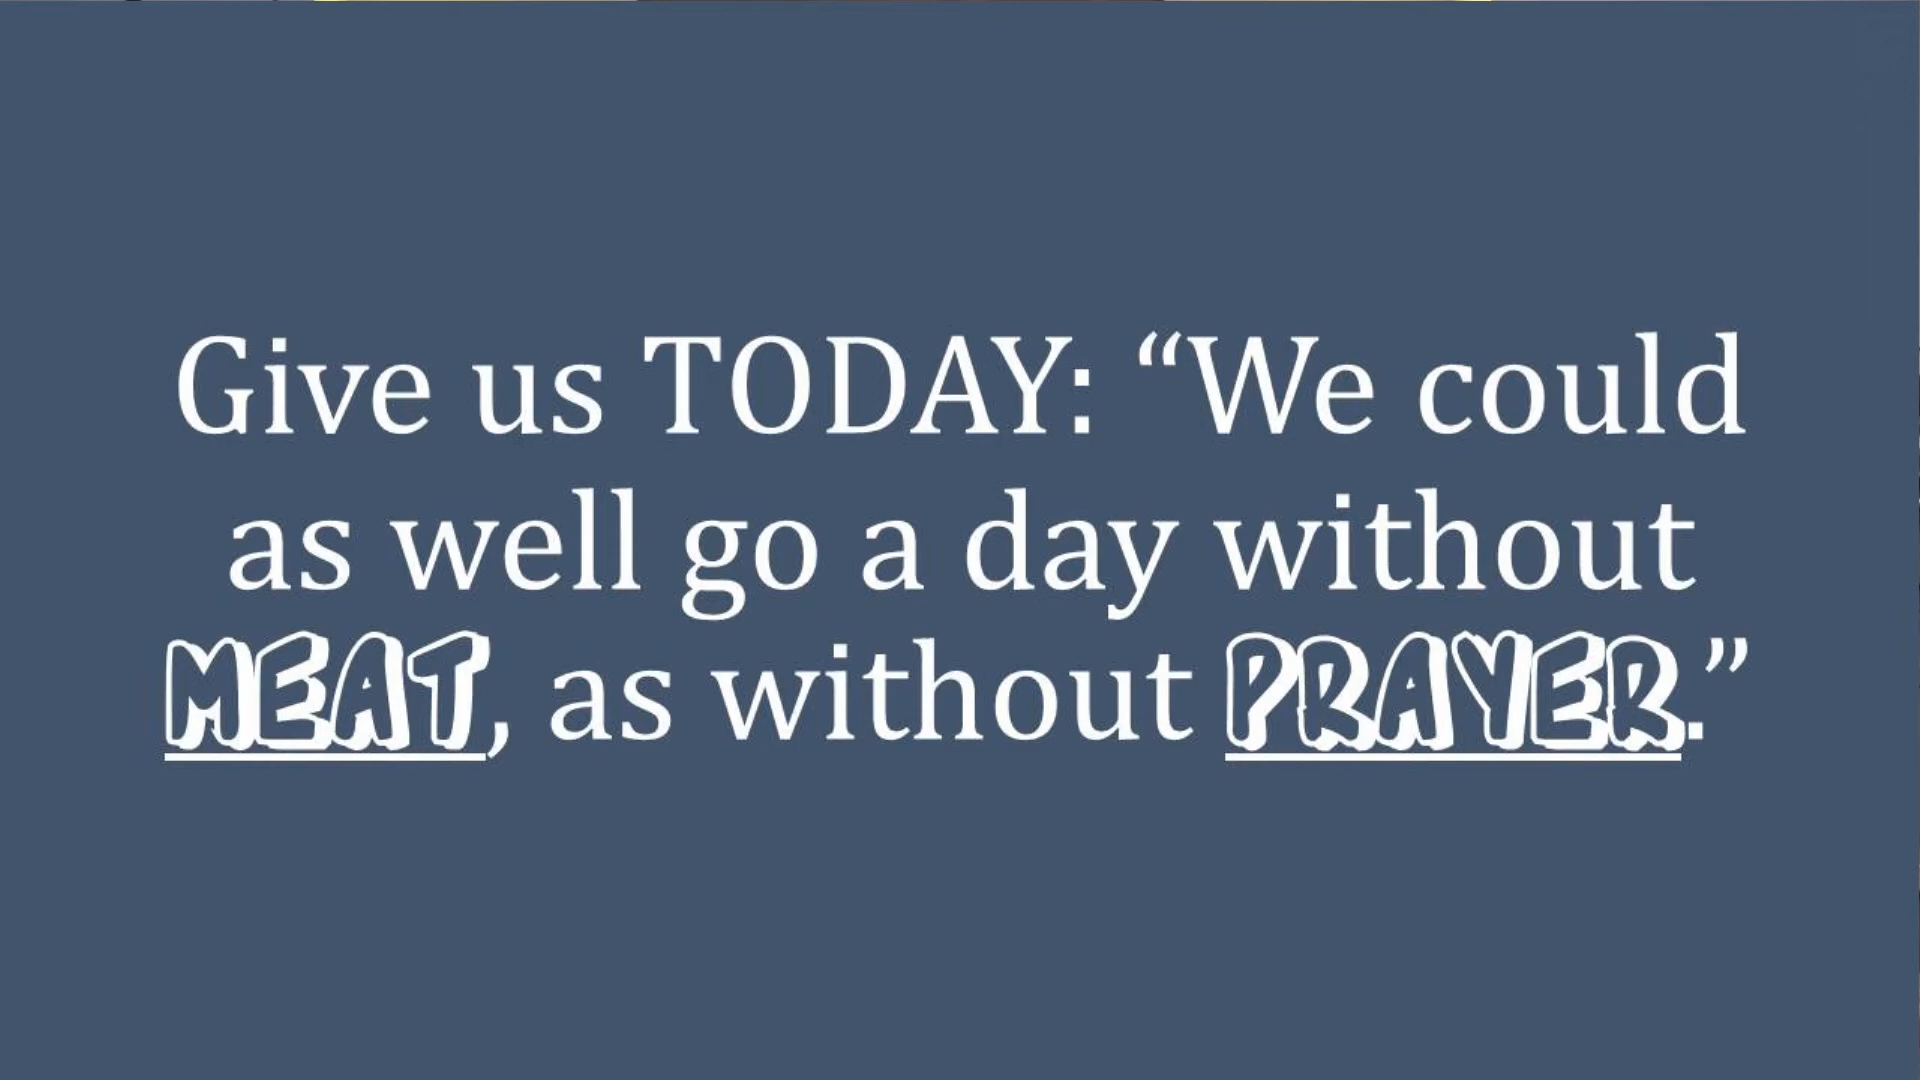 Give us TODAY: “We could
as well go a day without
MEAT, as without PRAYER.”